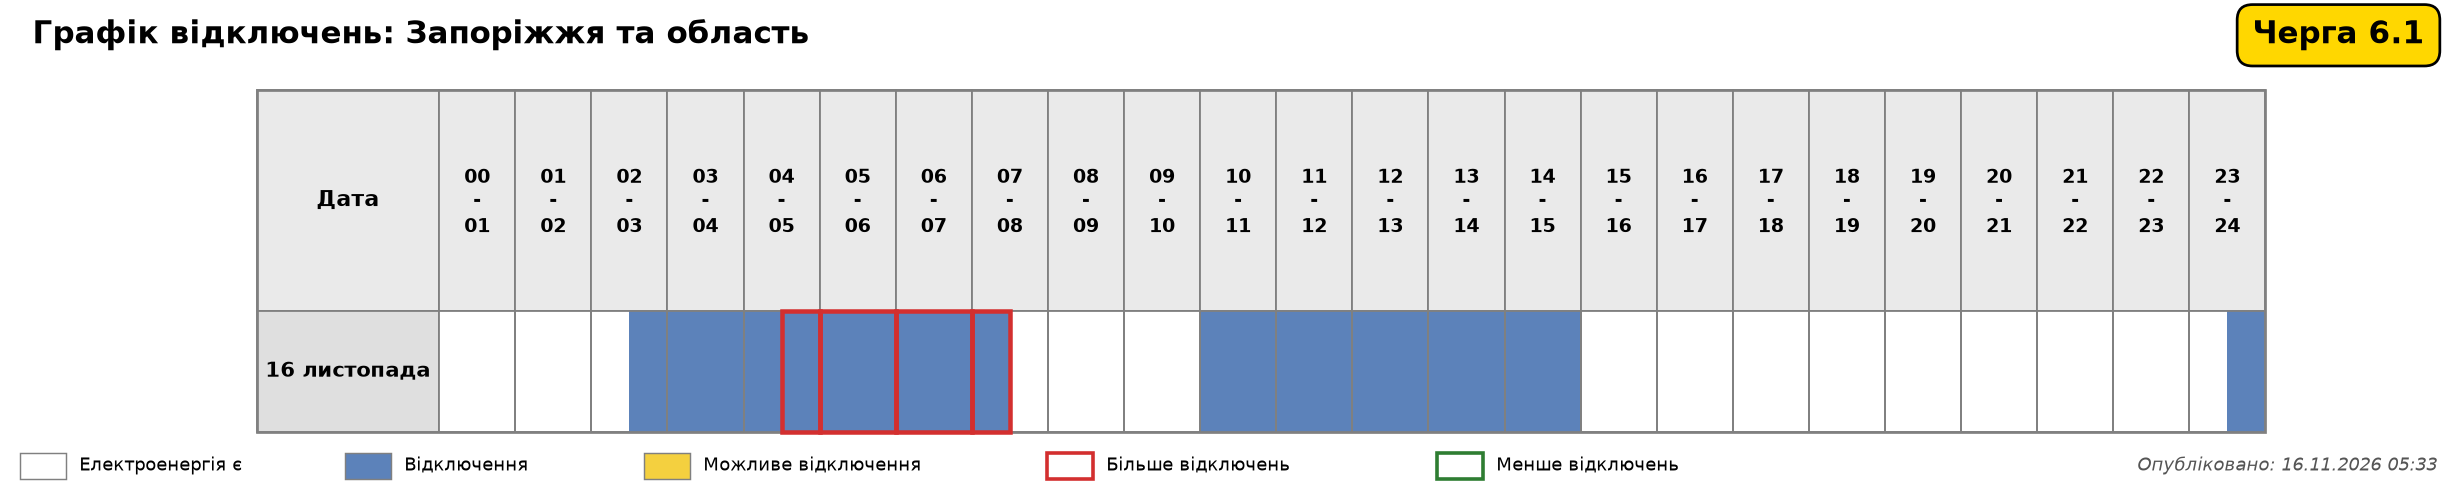 Графік відключень: Запоріжжя та область
Черга 6.1
Дата
00 - 01
01 - 02
02 - 03
03 - 04
04 - 05
05 - 06
06 - 07
07 - 08
08 - 09
09 - 10
10 - 11
11 - 12
12 - 13
13 - 14
14 - 15
15 - 16
16 - 17
17 - 18
18 - 19
19 - 20
20 - 21
21 - 22
22 - 23
23 - 24
16 листопада
Електроенергія є
Відключення
Можливе відключення
Більше відключень
Менше відключень
Опубліковано: 16.11.2026 05:33